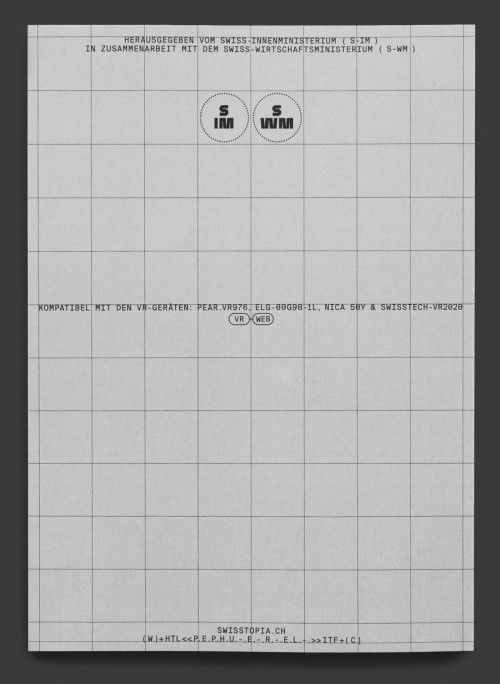 HERAUSGEGEBEN VOM SWISS-INNENMINISTERIUM ( S-IM )
IN ZUSAMMENARBEIT MIT DEM SWISS-WIRTSCHAFTSMINISTERIUM ( S-WM )
S
IM
S
WM
KOMPATIBEL MIT DEN VR-GERÄTEN: PEAR.VR976, ELG-00G98-1L, NICA 50Y & SWISSTECH-VR2020
VR-WEB
SWISSTOPIA.CH
(W)+HTL<<P.E.P.H.U.-.E.-.R.-.E.L.-.>>ITF+(C)